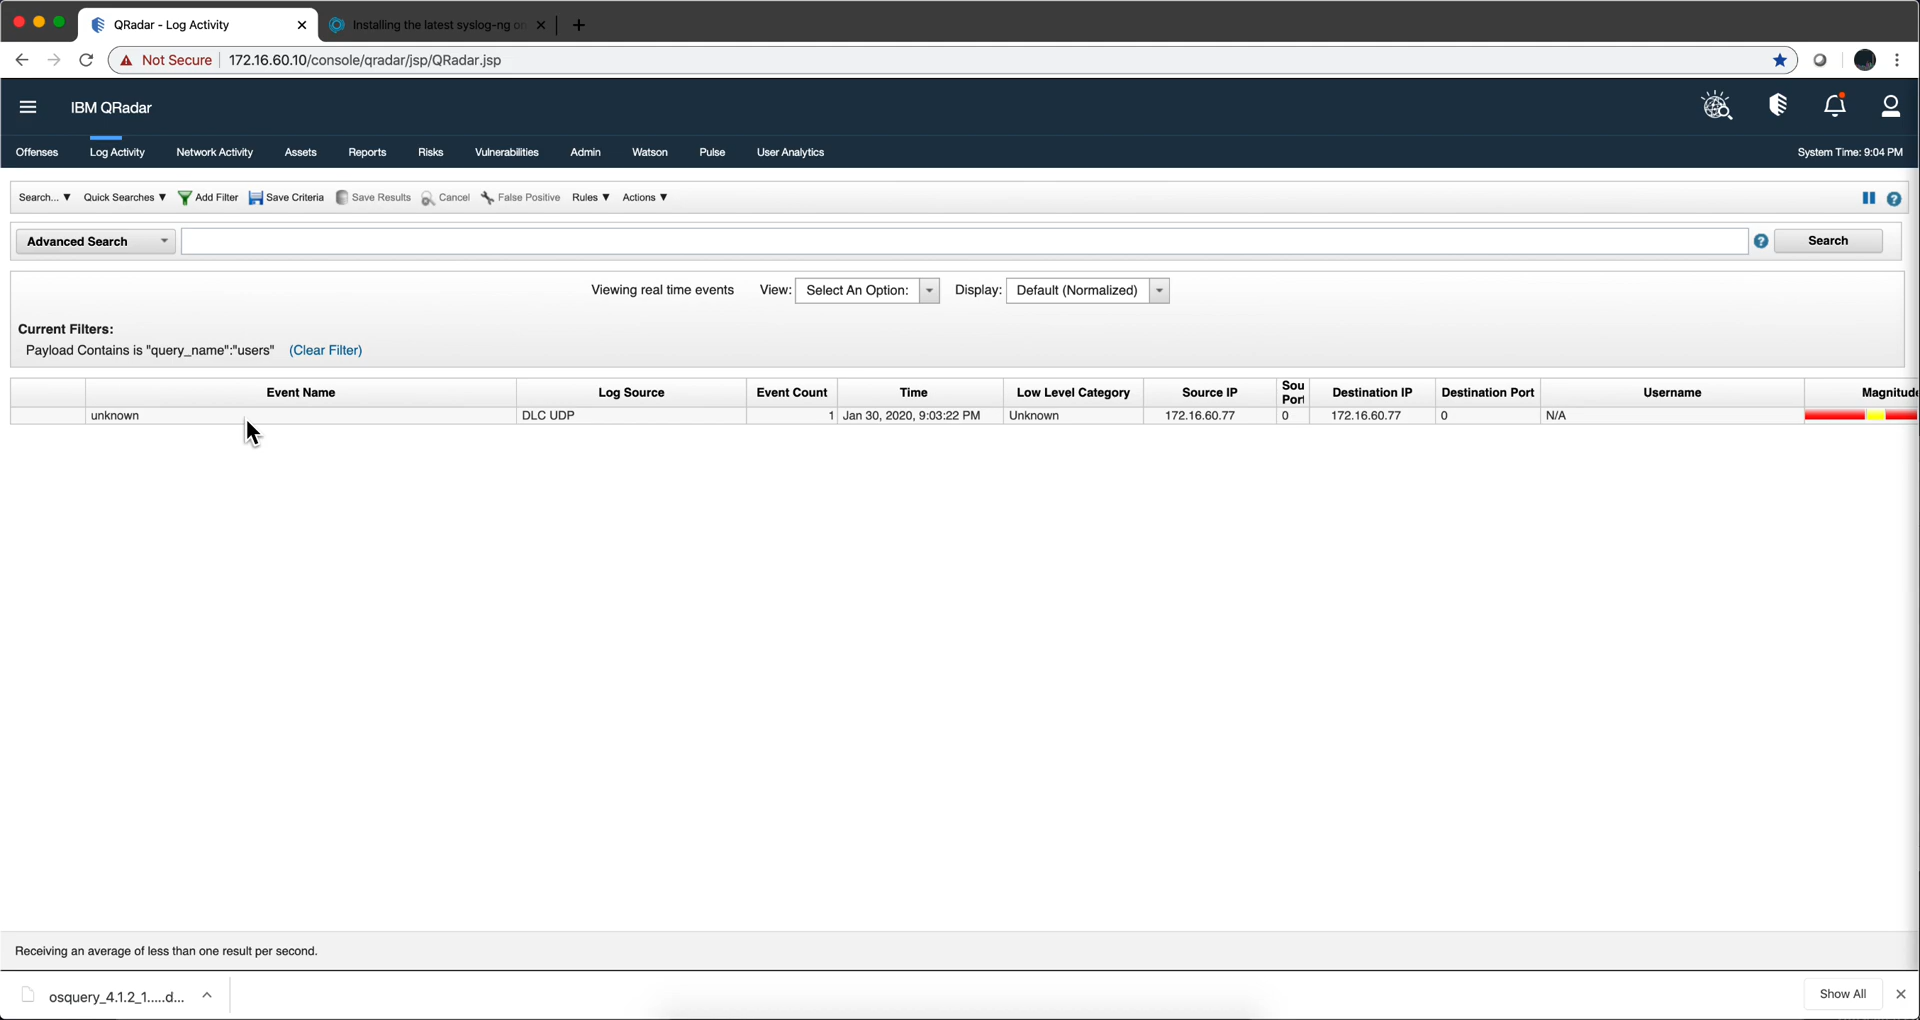 QRadar - Log Activity
Installing the latest syslog-ng on
Not Secure 172.16.60.10/console/qradar/jsp/QRadar.jsp
IBM QRadar
Offenses Log Activity Network Activity Assets Reports Risks Vulnerabilities Admin Watson Pulse User Analytics System Time: 9:04 PM
Search... Quick Searches Add Filter Save Criteria Save Results Cancel False Positive Rules Actions
Advanced Search Search
Viewing real time events View: Select An Option: Display: Default (Normalized)
Current Filters:
Payload Contains is "query_name":"users" (Clear Filter)
Event Name Log Source Event Count Time Low Level Category Source IP Sou Port Destination IP Destination Port Username Magnitude
unknown DLC UDP 1 Jan 30, 2020, 9:03:22 PM Unknown 172.16.60.77 0 172.16.60.77 0 N/A
Receiving an average of less than one result per second.
osquery_4.1.2_1.....d... Show All